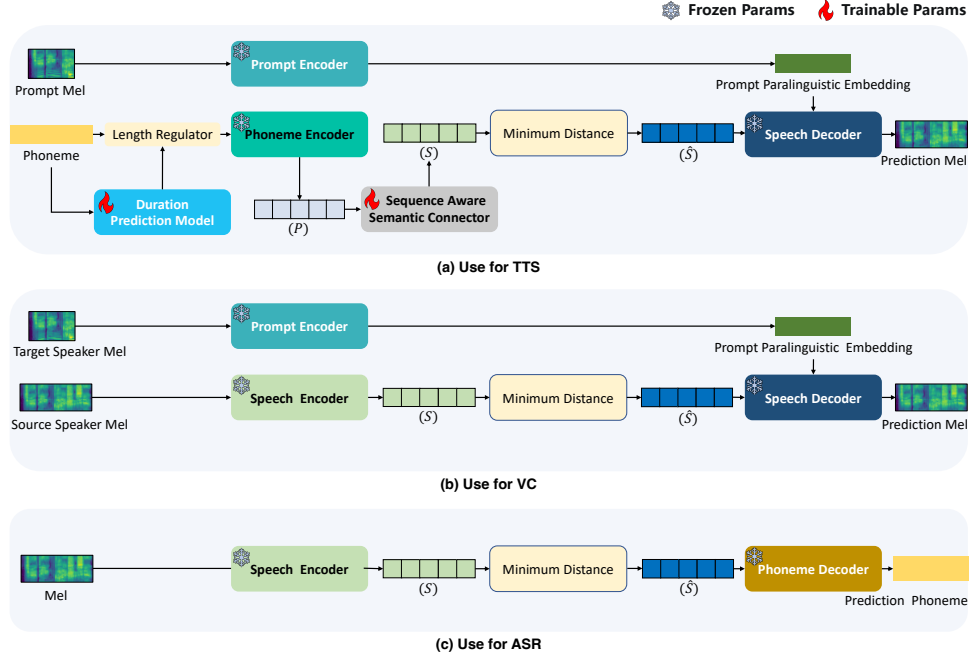 Frozen Params Trainable Params
Prompt Encoder
Prompt Mel
Prompt Paralinguistic Embedding
Phoneme
Length Regulator
Phoneme Encoder
(S)
Minimum Distance
(Ŝ)
Speech Decoder
Prediction Mel
Duration
Prediction Model
(P)
Sequence Aware
Semantic Connector
(a) Use for TTS
Prompt Encoder
Target Speaker Mel
Prompt Paralinguistic Embedding
Source Speaker Mel
Speech Encoder
(S)
Minimum Distance
(Ŝ)
Speech Decoder
Prediction Mel
(b) Use for VC
Mel
Speech Encoder
(S)
Minimum Distance
(Ŝ)
Phoneme Decoder
Prediction Phoneme
(c) Use for ASR